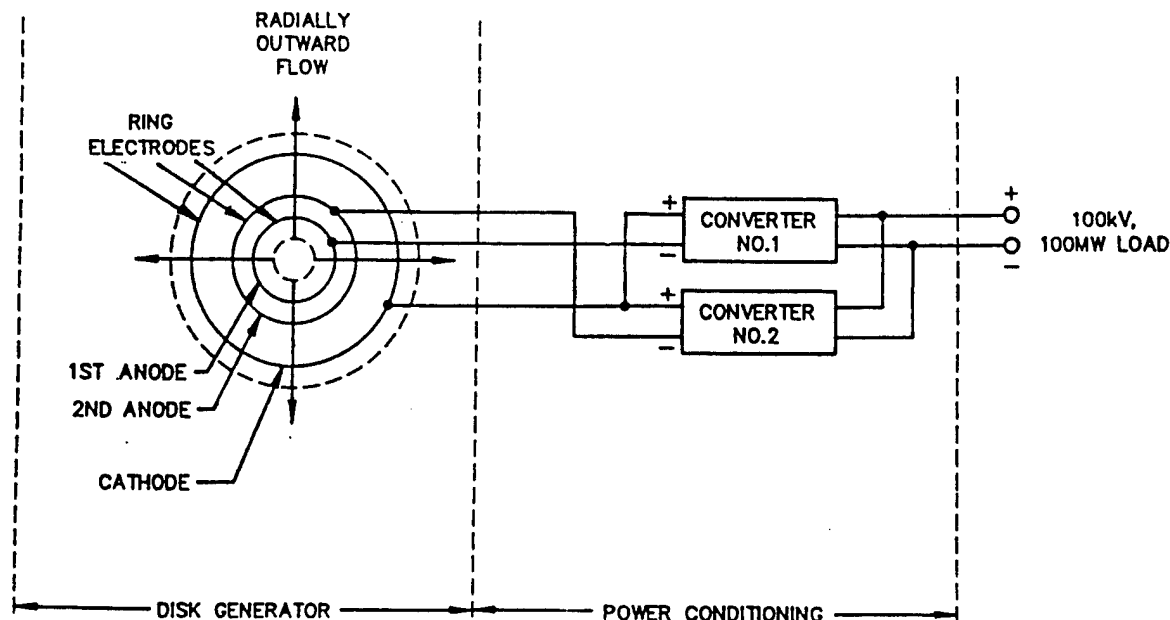 RADIALLY
OUTWARD
FLOW
RING
ELECTRODES
1ST ANODE
2ND ANODE
CATHODE
+
CONVERTER
NO.1
−
+
CONVERTER
NO.2
−
+
100kV,
100MW LOAD
−
DISK GENERATOR
POWER CONDITIONING